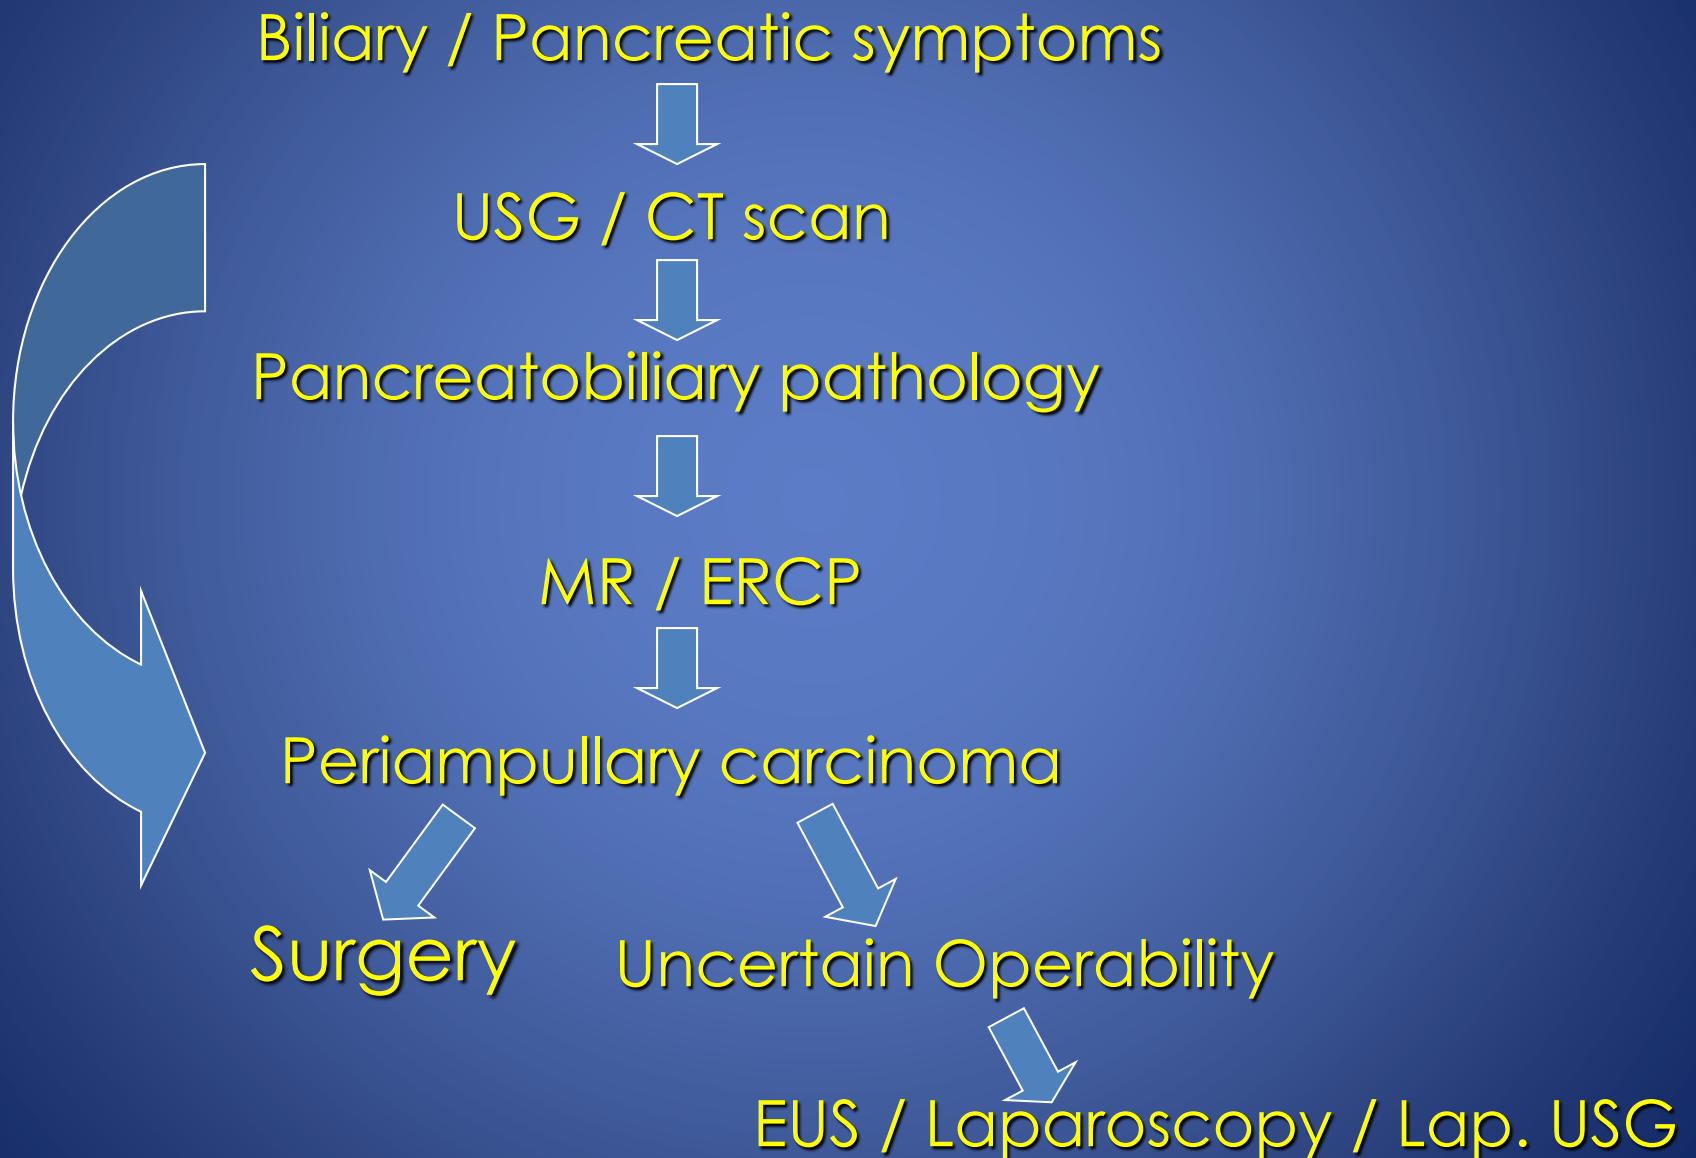 Biliary / Pancreatic symptoms
USG / CT scan
Pancreatobiliary pathology
MR / ERCP
Periampullary carcinoma
Surgery
Uncertain Operability
EUS / Laparoscopy / Lap. USG